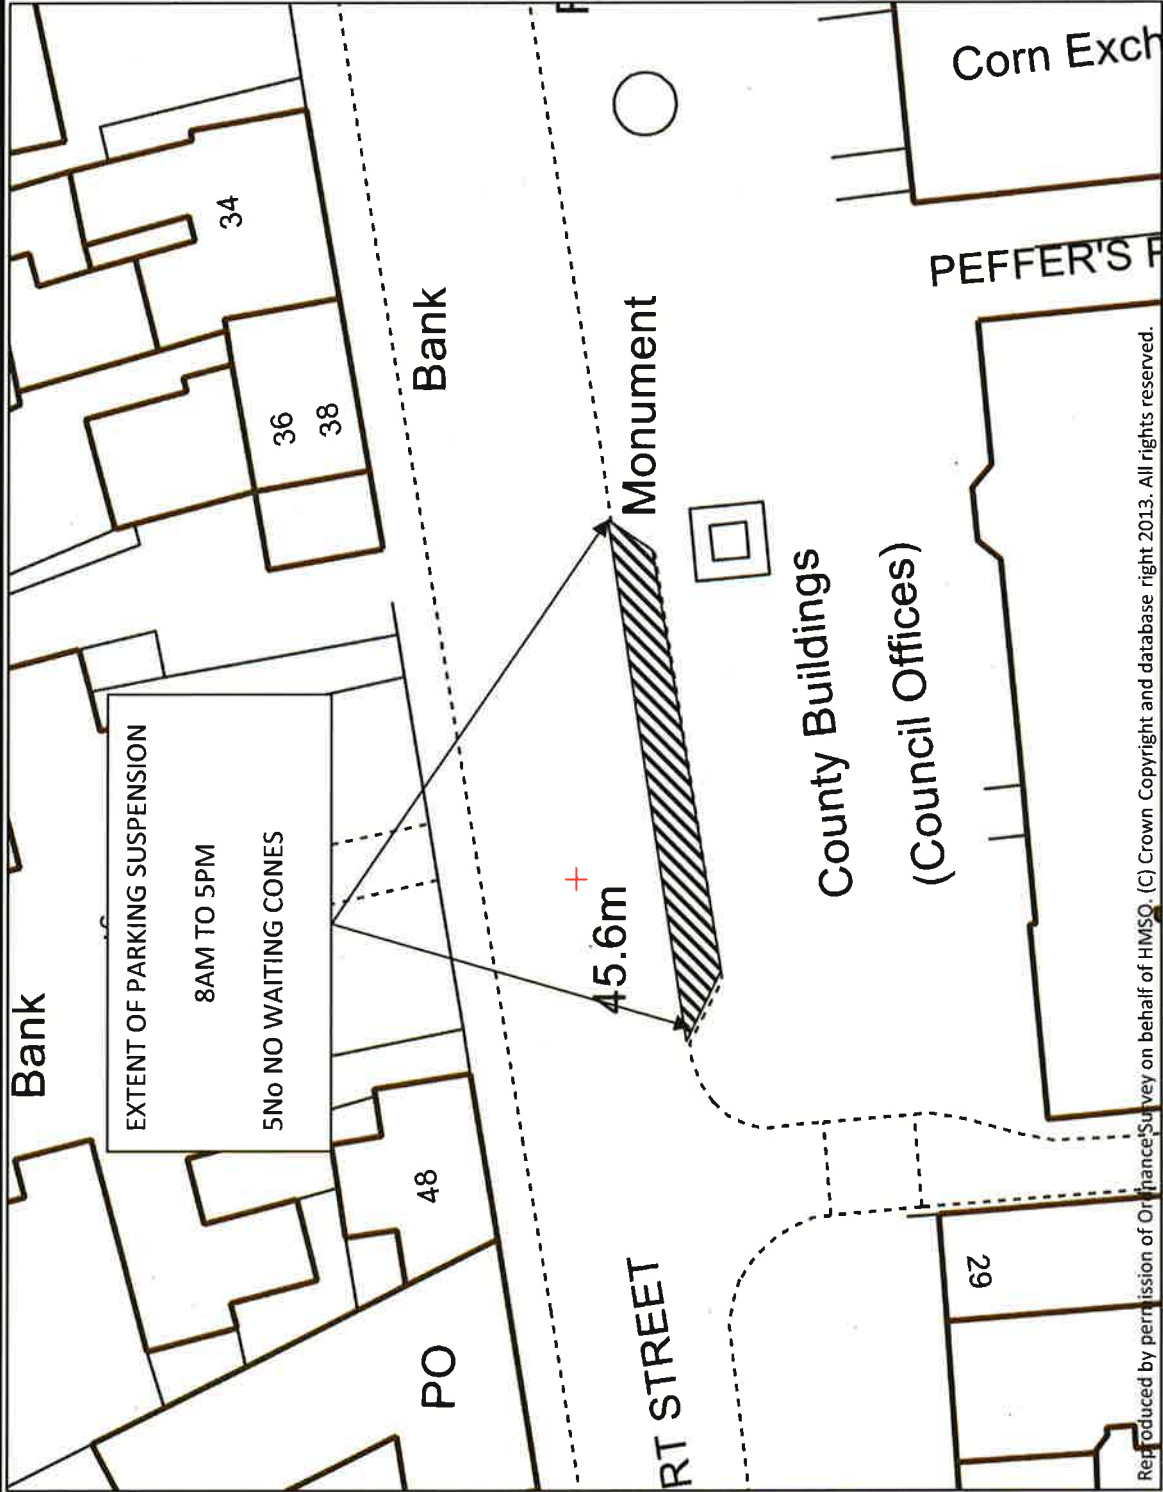 EXTENT OF PARKING SUSPENSION
8AM TO 5PM
5No NO WAITING CONES
Bank
34
36
38
Bank
48
PO
45.6m
Monument
RT STREET
County Buildings
(Council Offices)
Corn Exch
PEFFER'S
29
Reproduced by permission of Ordnance Survey on behalf of HMSO. (C) Crown Copyright and database right 2013. All rights reserved.